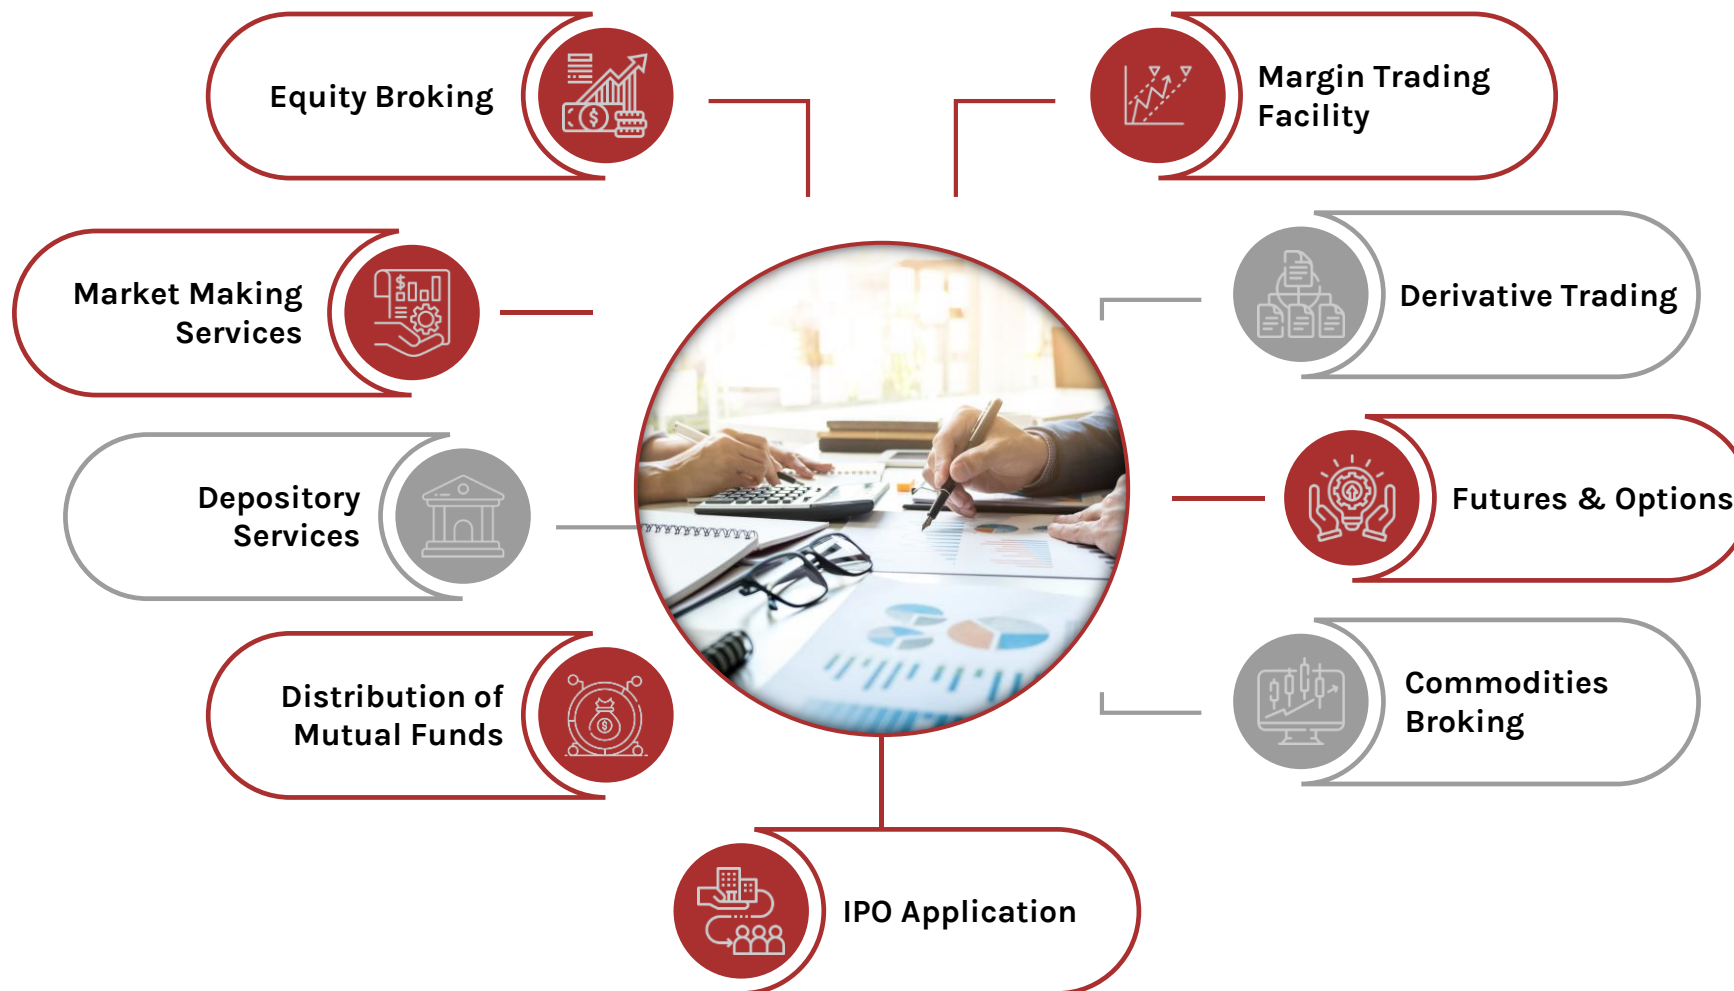 Equity Broking
Margin Trading
Facility
Market Making
Services
Derivative Trading
Depository
Services
Futures & Options
Distribution of
Mutual Funds
Commodities
Broking
IPO Application